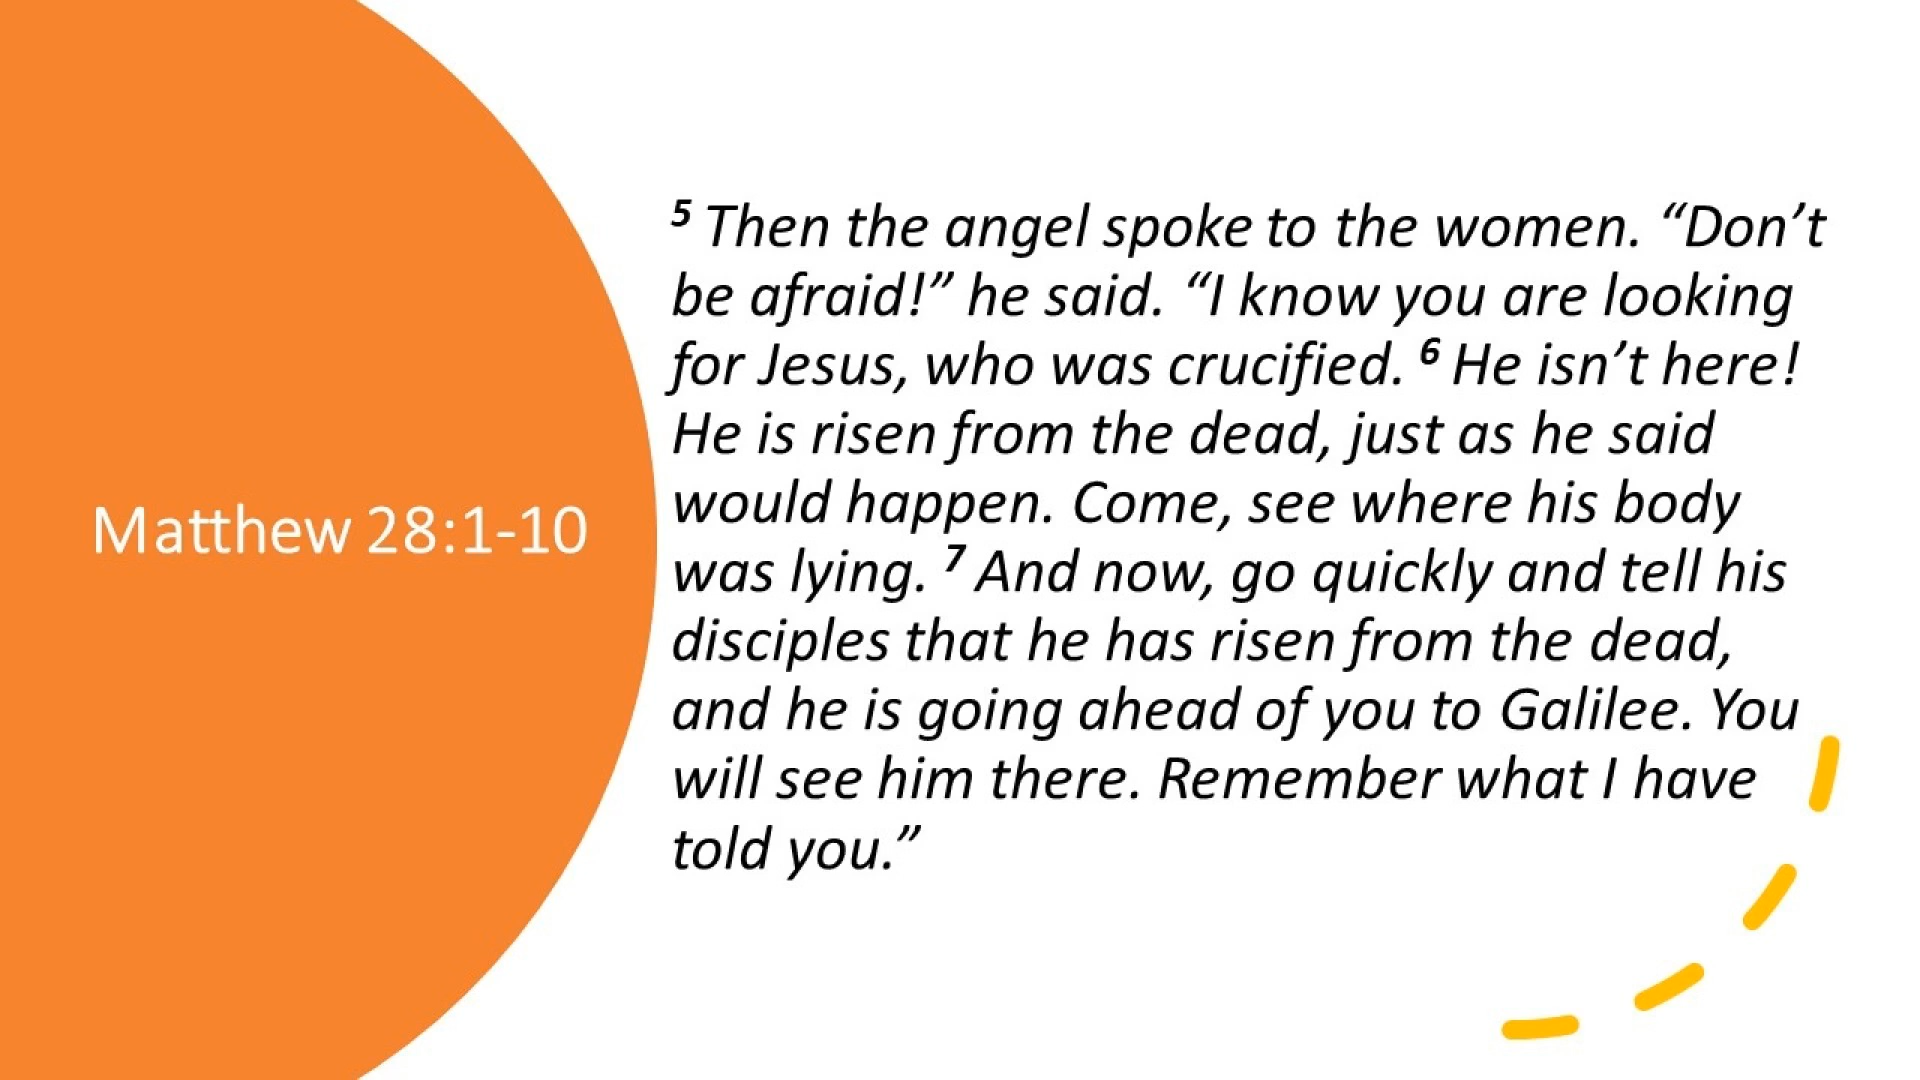 Matthew 28:1-10
5 Then the angel spoke to the women. “Don’t
be afraid!” he said. “I know you are looking
for Jesus, who was crucified. 6 He isn’t here!
He is risen from the dead, just as he said
would happen. Come, see where his body
was lying. 7 And now, go quickly and tell his
disciples that he has risen from the dead,
and he is going ahead of you to Galilee. You
will see him there. Remember what I have
told you.”